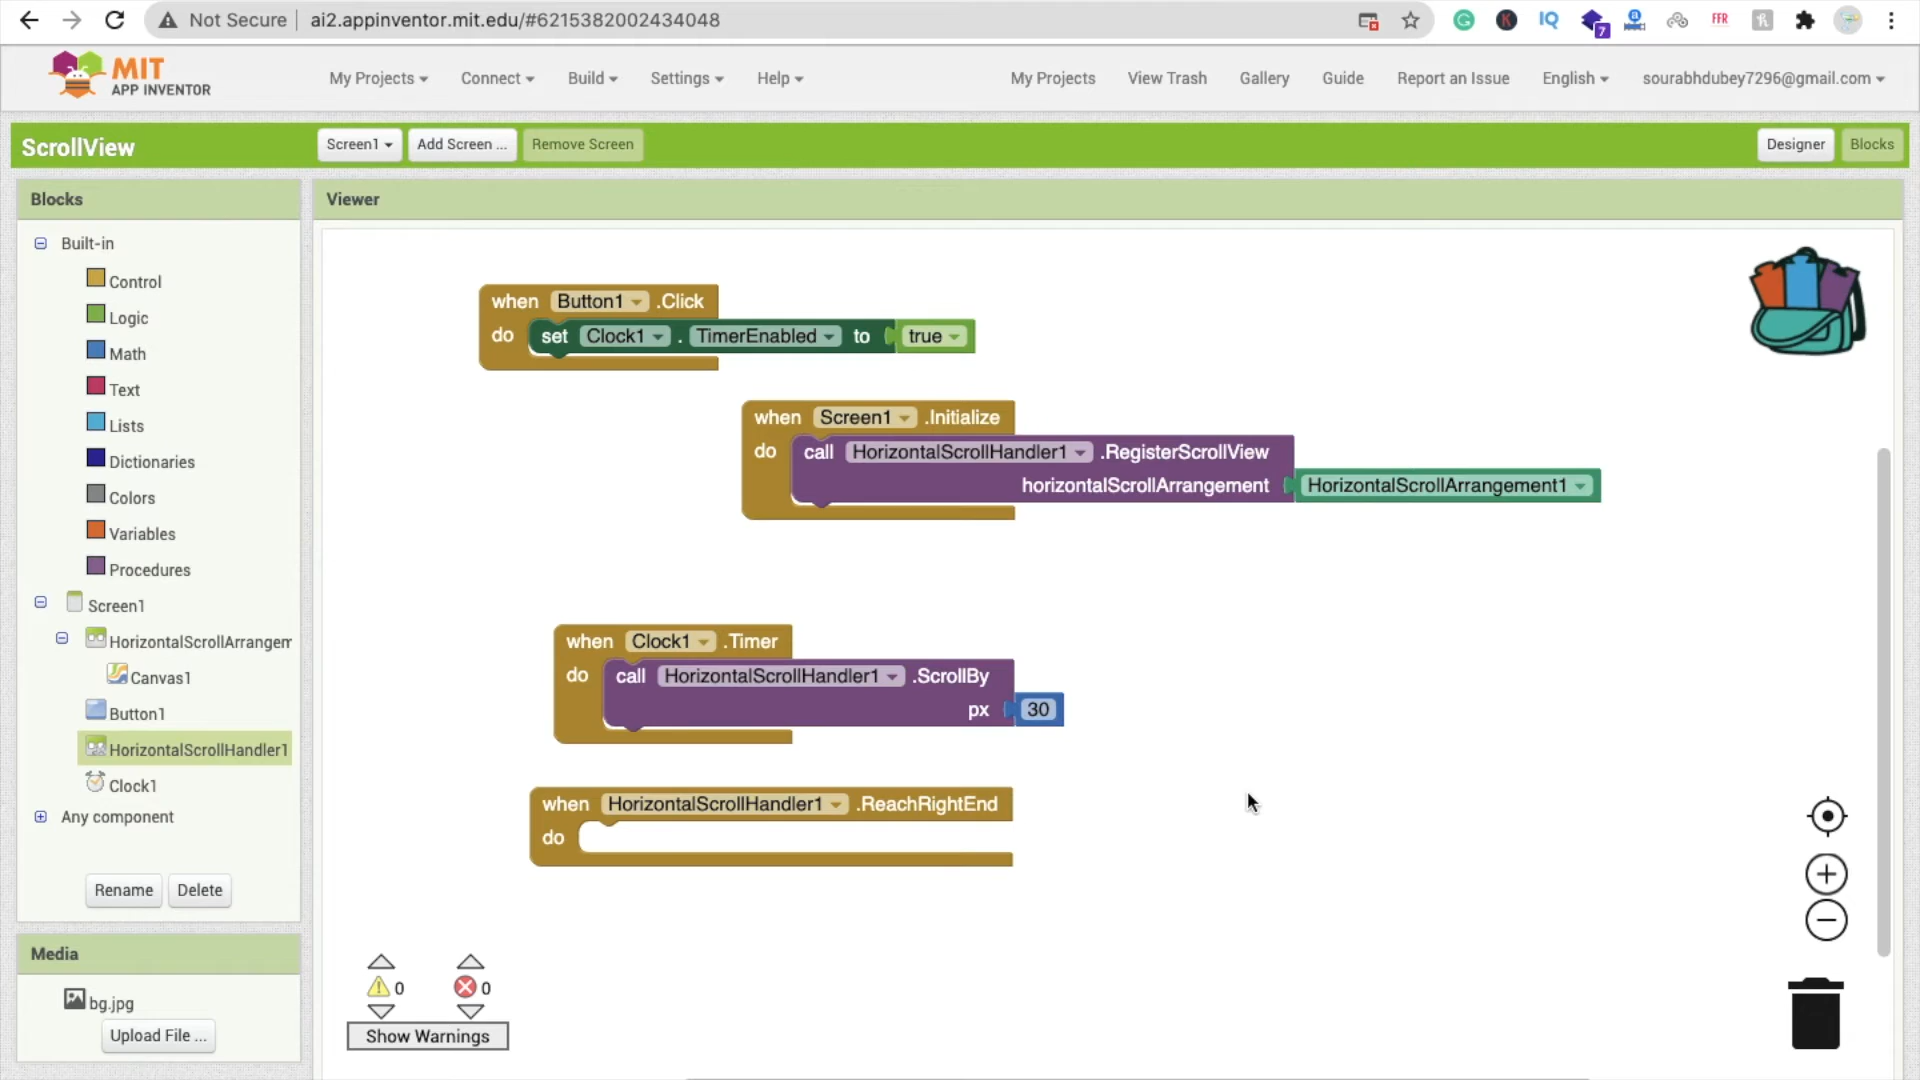 Not Secure ai2.appinventor.mit.edu/#6215382002434048
7
FFR
MIT
APP INVENTOR
My Projects Connect Build Settings Help My Projects View Trash Gallery Guide Report an Issue English sourabhdubey7296@gmail.com
ScrollView Screen1 Add Screen ... Remove Screen Designer Blocks
Blocks
Viewer
Built-in
Control
Logic
Math
Text
Lists
Dictionaries
Colors
Variables
Procedures
Screen1
HorizontalScrollArrangem
Canvas1
Button1
HorizontalScrollHandler1
Clock1
Any component
Rename Delete
Media
bg.jpg
Upload File ...
when Button1 .Click
do set Clock1 . TimerEnabled to true
when Screen1 .Initialize
do call HorizontalScrollHandler1 .RegisterScrollView
horizontalScrollArrangement HorizontalScrollArrangement1
when Clock1 .Timer
do call HorizontalScrollHandler1 .ScrollBy
px 30
when HorizontalScrollHandler1 .ReachRightEnd
do
0 0
Show Warnings